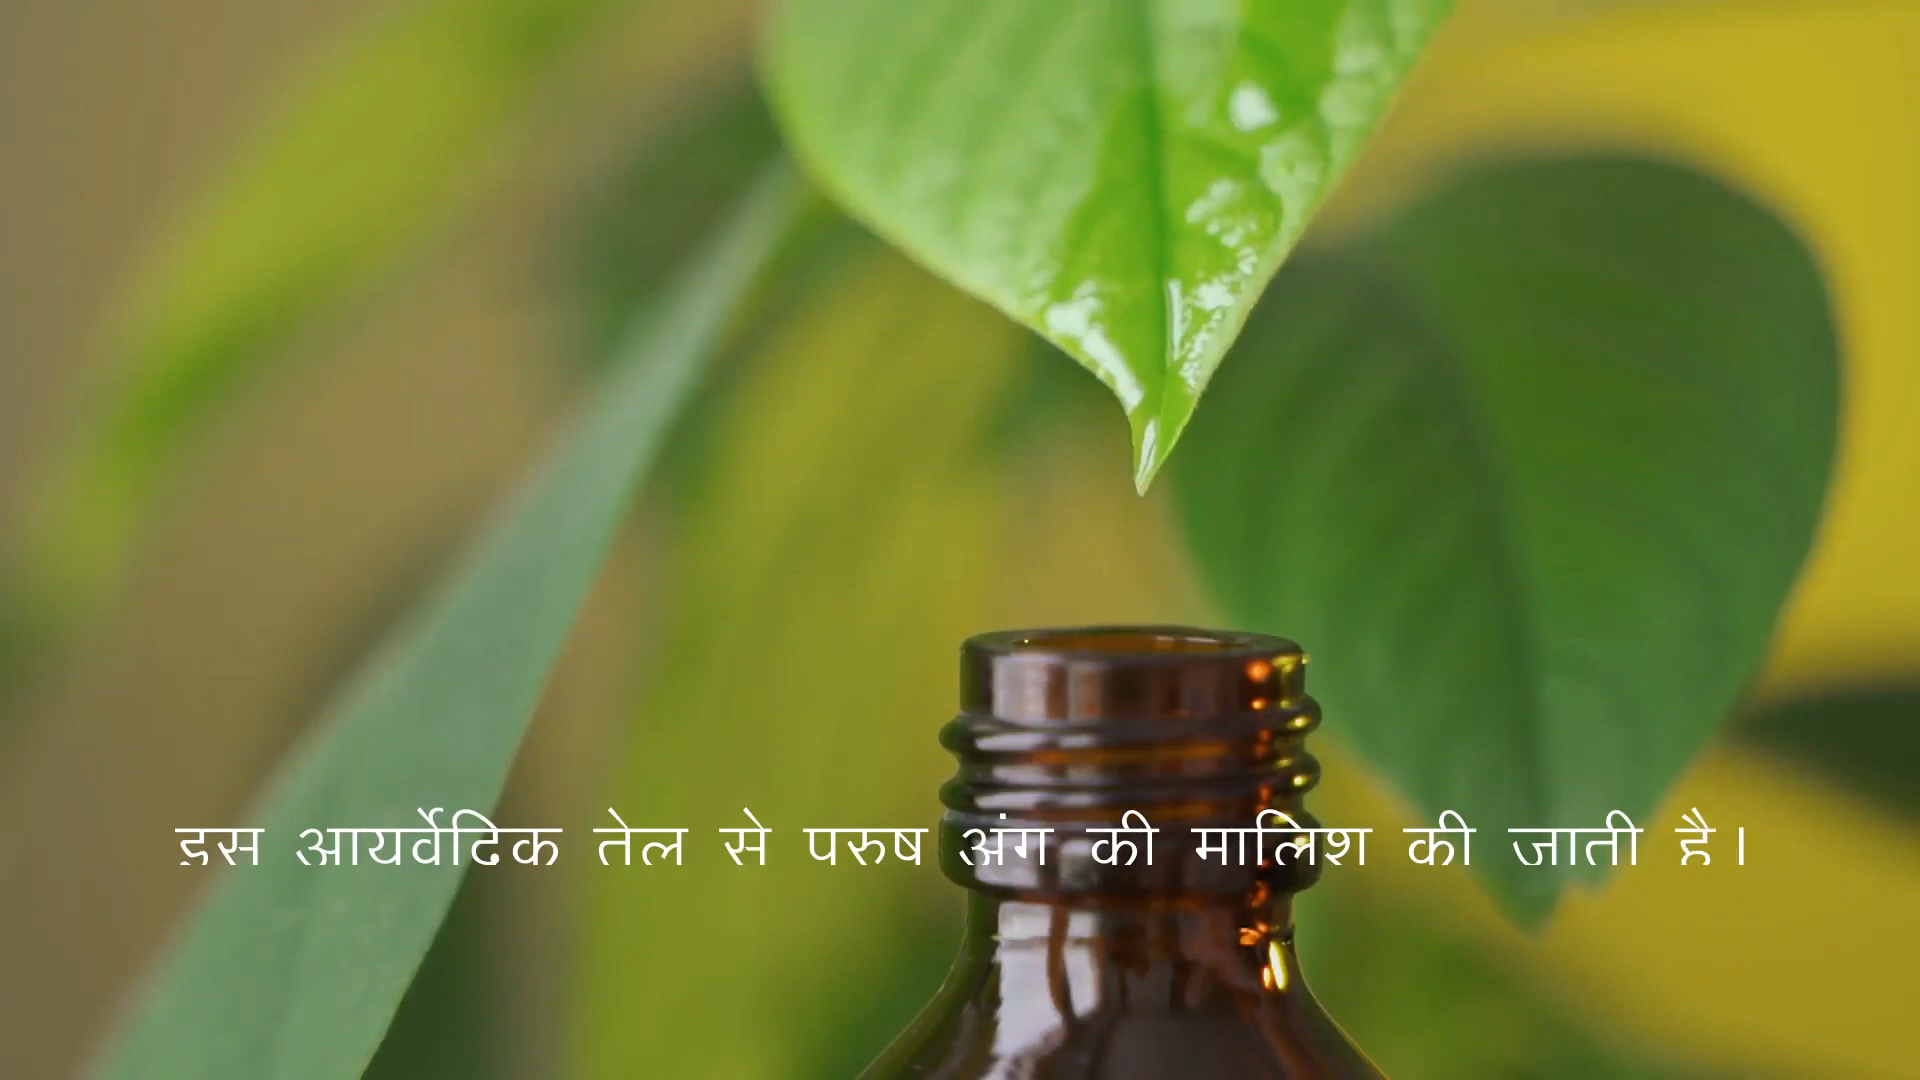 इस आयुर्वेदिक तेल से पुरुष अंग की मालिश की जाती है।